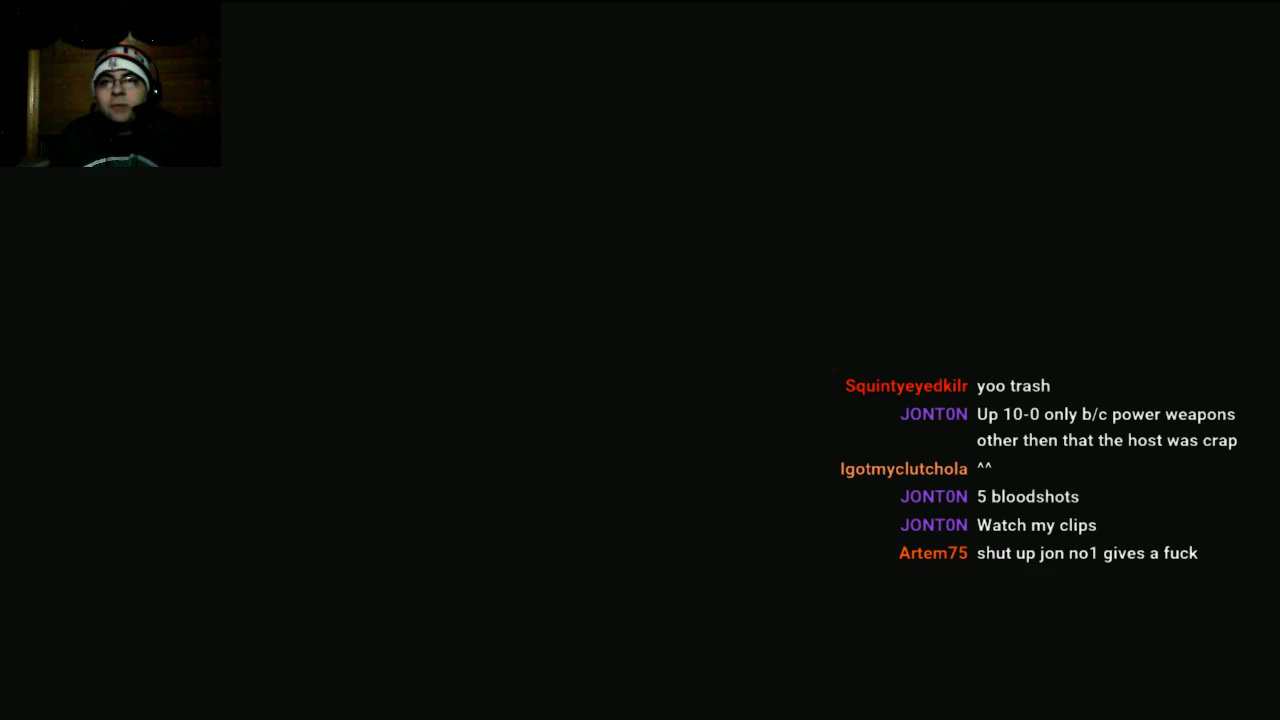 Squintyeyedkilr yoo trash
JONT0N Up 10-0 only b/c power weapons
other then that the host was crap
Igotmyclutchola ^^
JONT0N 5 bloodshots
JONT0N Watch my clips
Artem75 shut up jon no1 gives a fuck